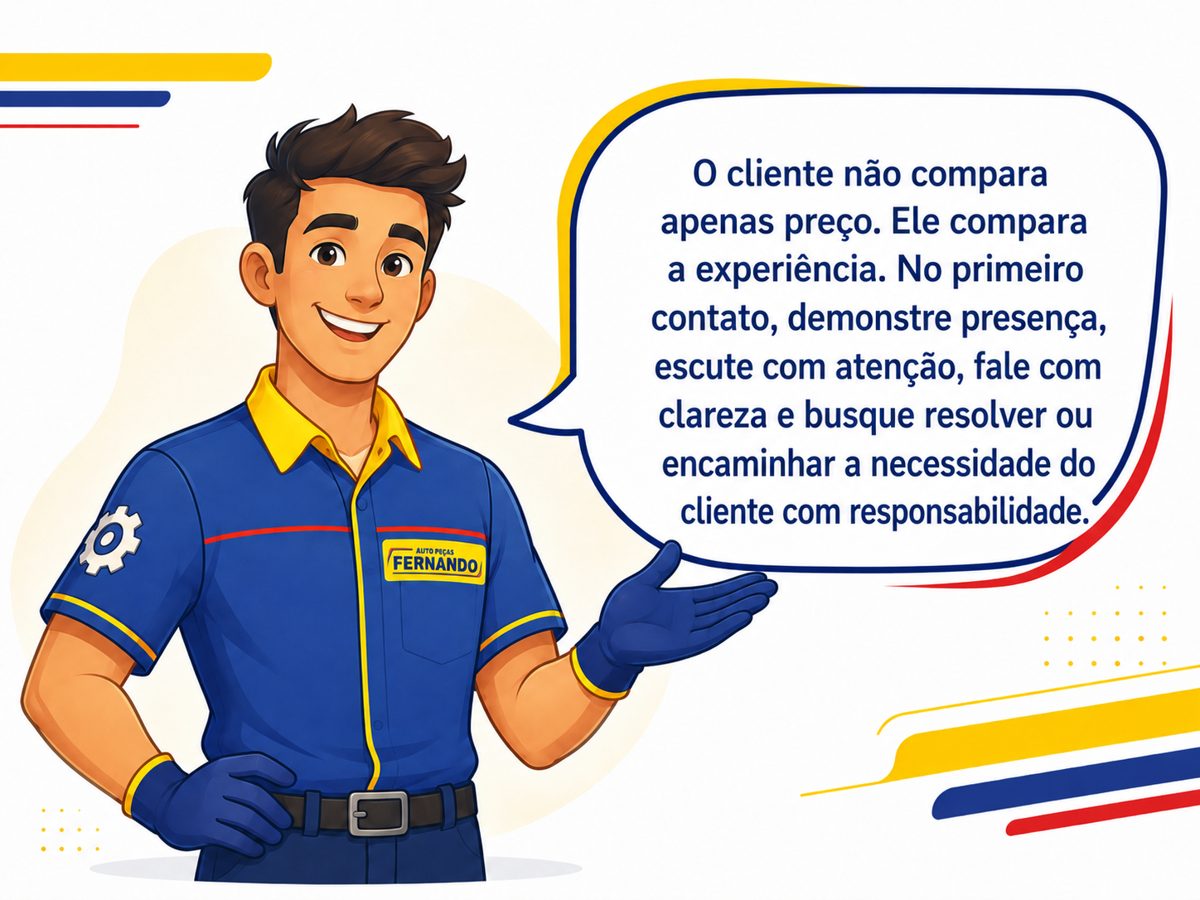 O cliente não compara
apenas preço. Ele compara
a experiência. No primeiro
contato, demonstre presença,
escute com atenção, fale com
clareza e busque resolver ou
encaminhar a necessidade do
cliente com responsabilidade.
AUTO PEÇAS
FERNANDO